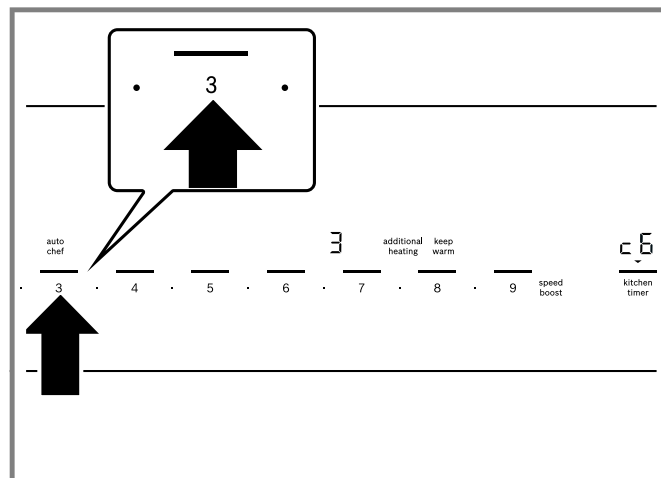 3
auto
chef
3
additional
heating
keep
warm
c6
3 · 4 · 5 · 6 · 7 · 8 · 9
speed
boost
kitchen
timer